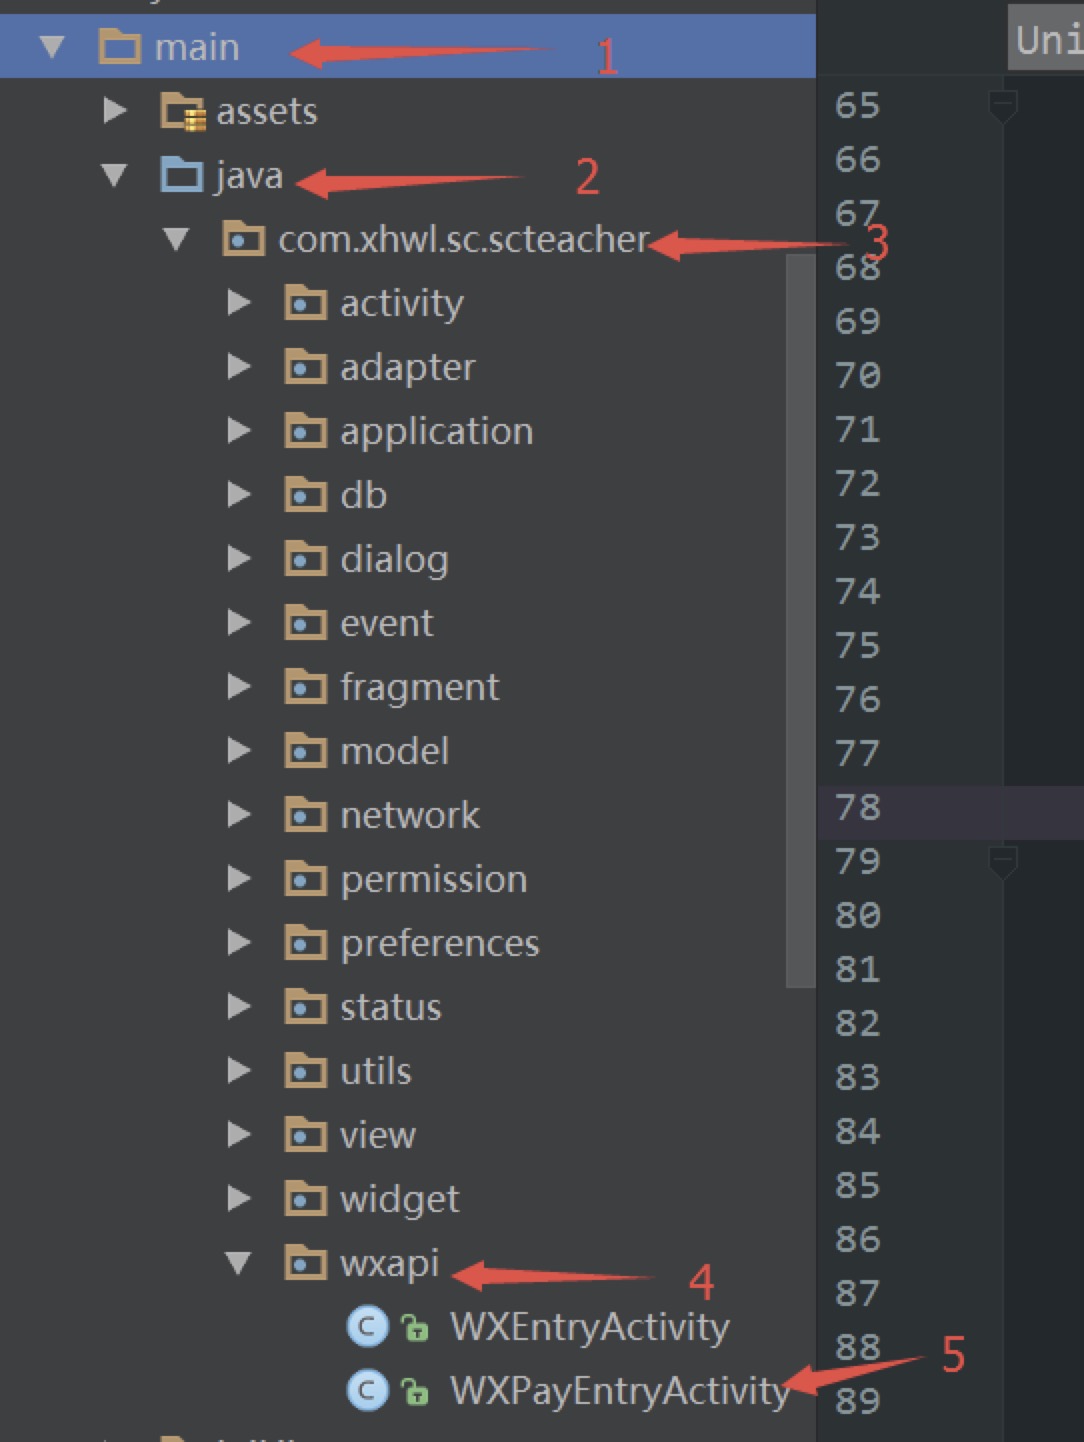 main 1
Uni
assets
java 2
com.xhwl.sc.scteacher 3
activity
adapter
application
db
dialog
event
fragment
model
network
permission
preferences
status
utils
view
widget
wxapi 4
WXEntryActivity
WXPayEntryActivity 5
65
66
67
68
69
70
71
72
73
74
75
76
77
78
79
80
81
82
83
84
85
86
87
88
89